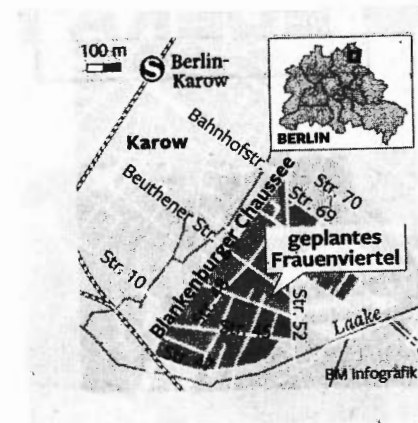 100 m
S Berlin-
Karow
BERLIN
Karow
Bahnhofstr.
Beuthener Str.
Blankenburger Chaussee
Str. 70
Str. 69
geplantes
Frauenviertel
Str. 10
Str. 52
Str. 45
Laake
BM Infografik